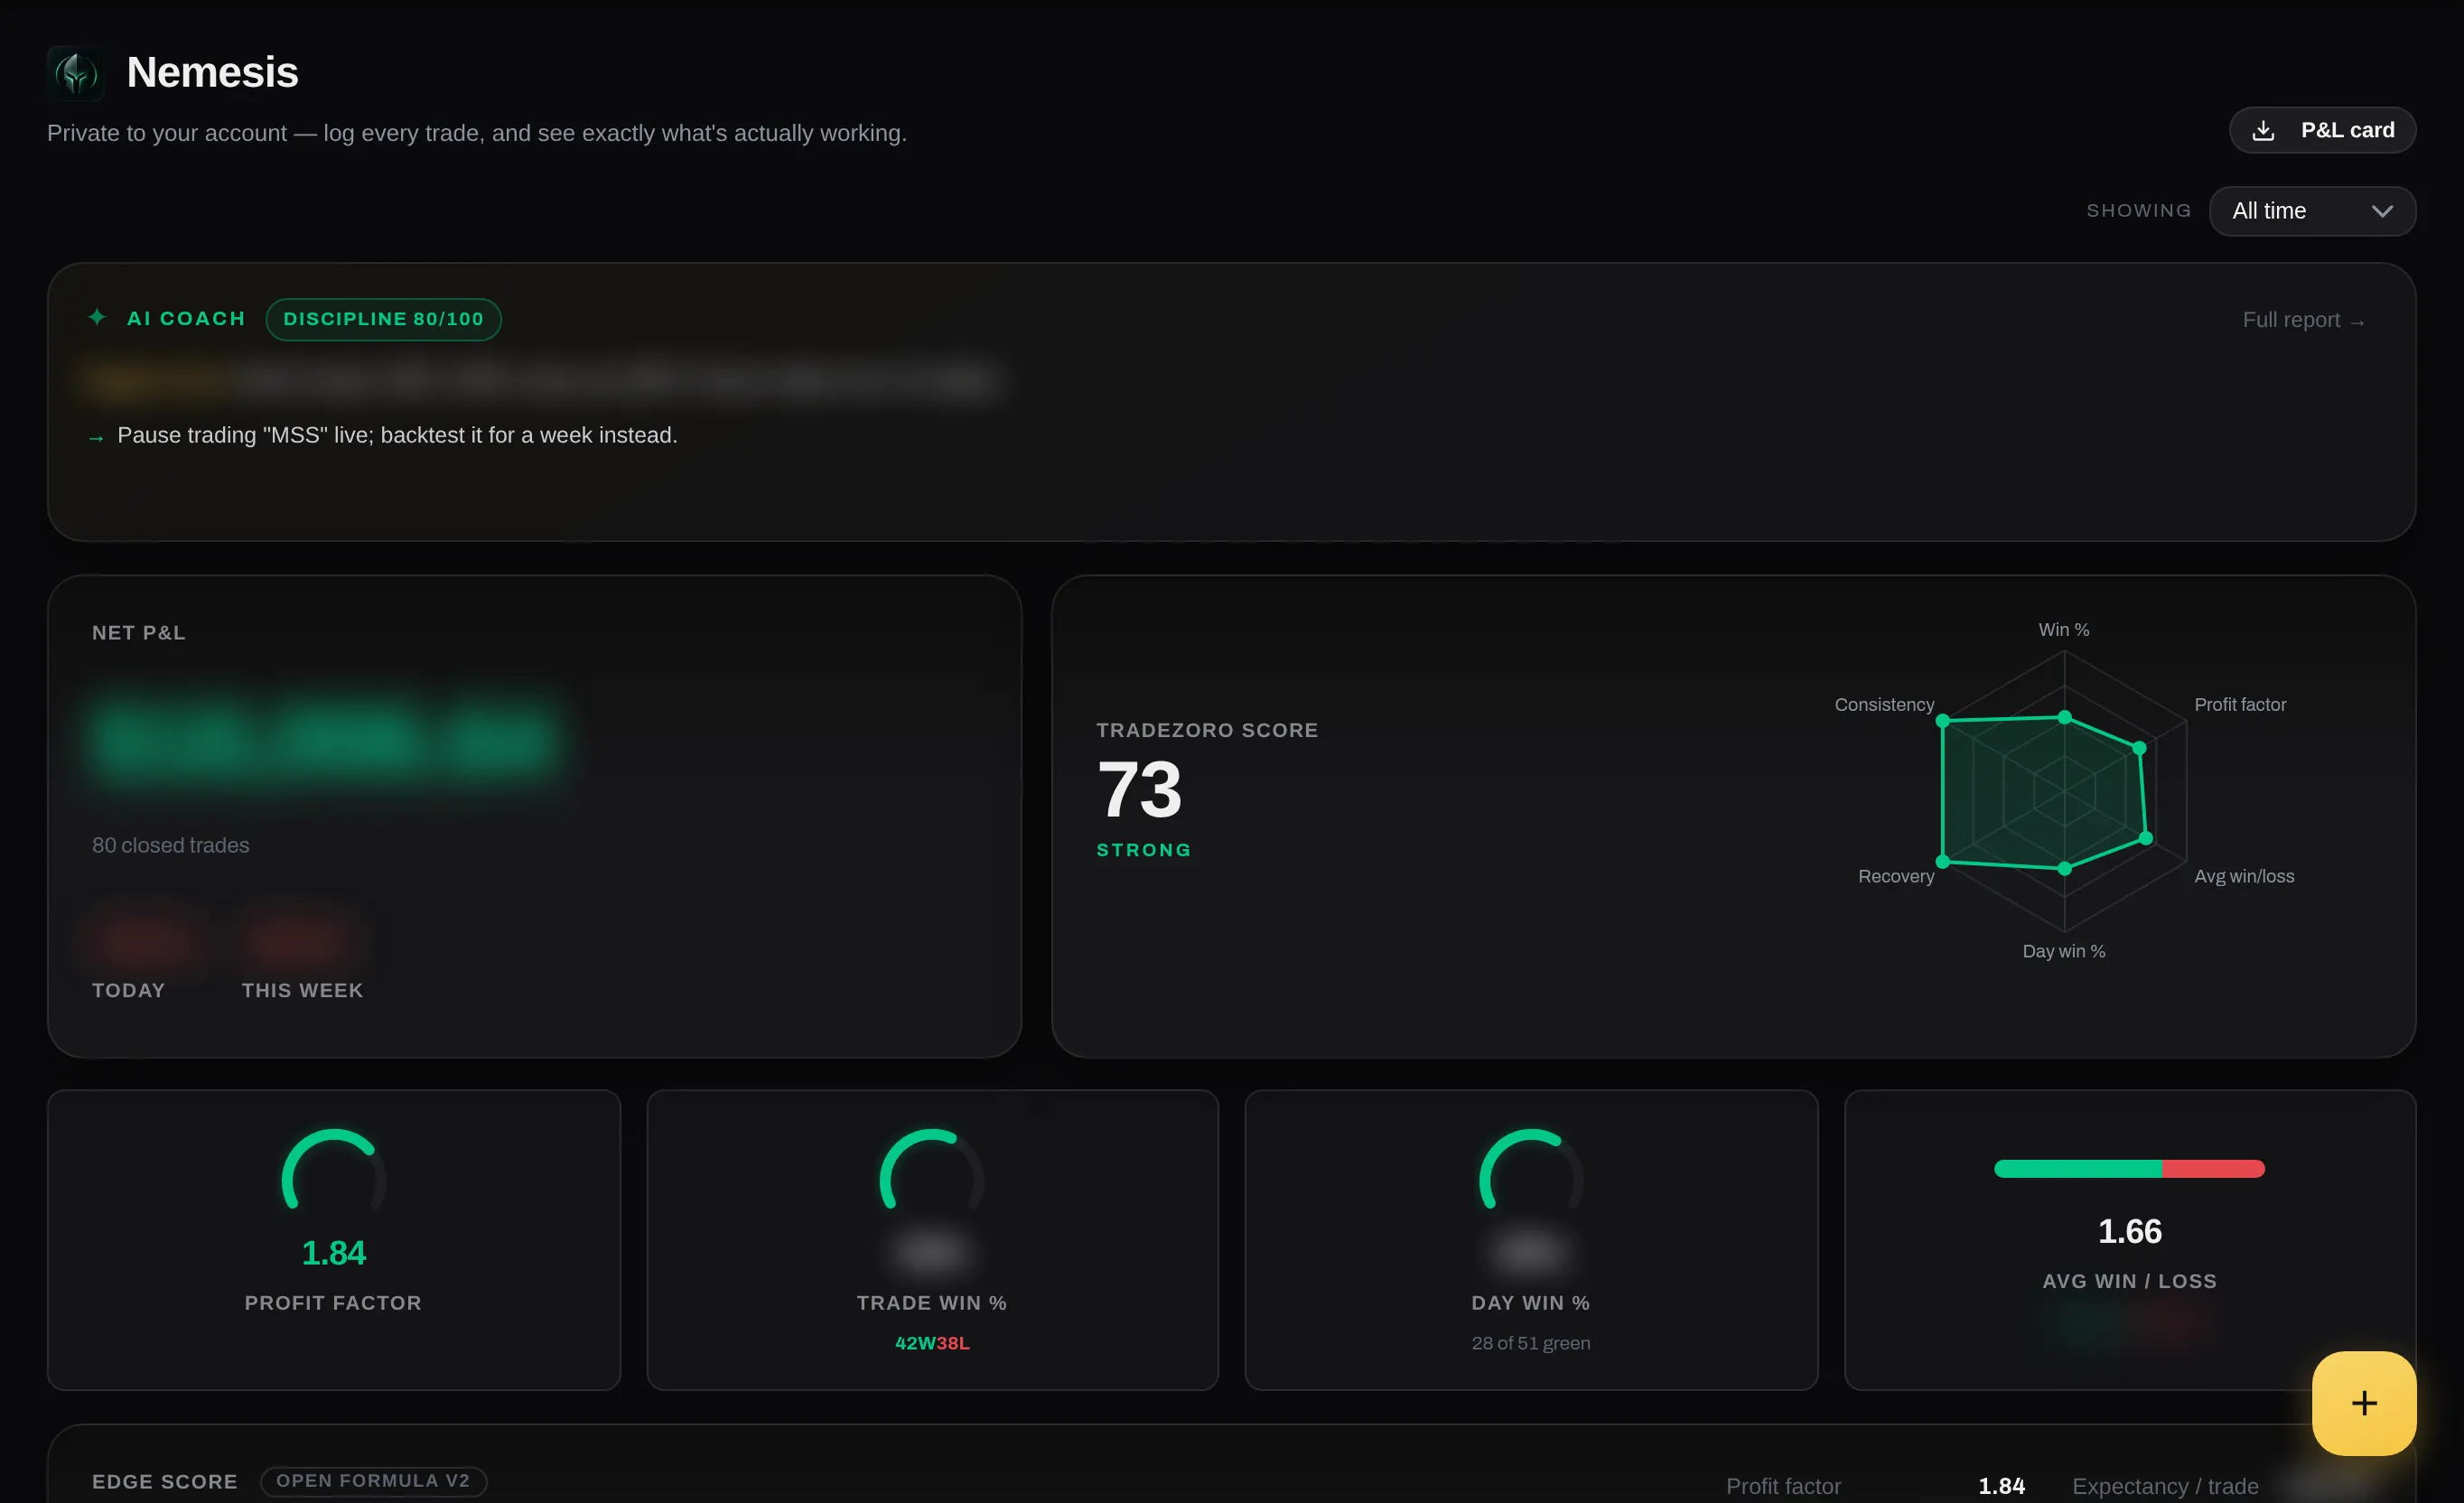 Nemesis
Private to your account — log every trade, and see exactly what's actually working.
P&L card
SHOWING All time
AI COACH DISCIPLINE 80/100 Full report →
→ Pause trading "MSS" live; backtest it for a week instead.
NET P&L
80 closed trades
TODAY THIS WEEK
TRADEZORO SCORE
73
STRONG
Win %
Consistency Profit factor
Recovery Avg win/loss
Day win %
1.84
PROFIT FACTOR
TRADE WIN %
42W38L
DAY WIN %
28 of 51 green
1.66
AVG WIN / LOSS
+
EDGE SCORE OPEN FORMULA V2
Profit factor 1.84 Expectancy / trade